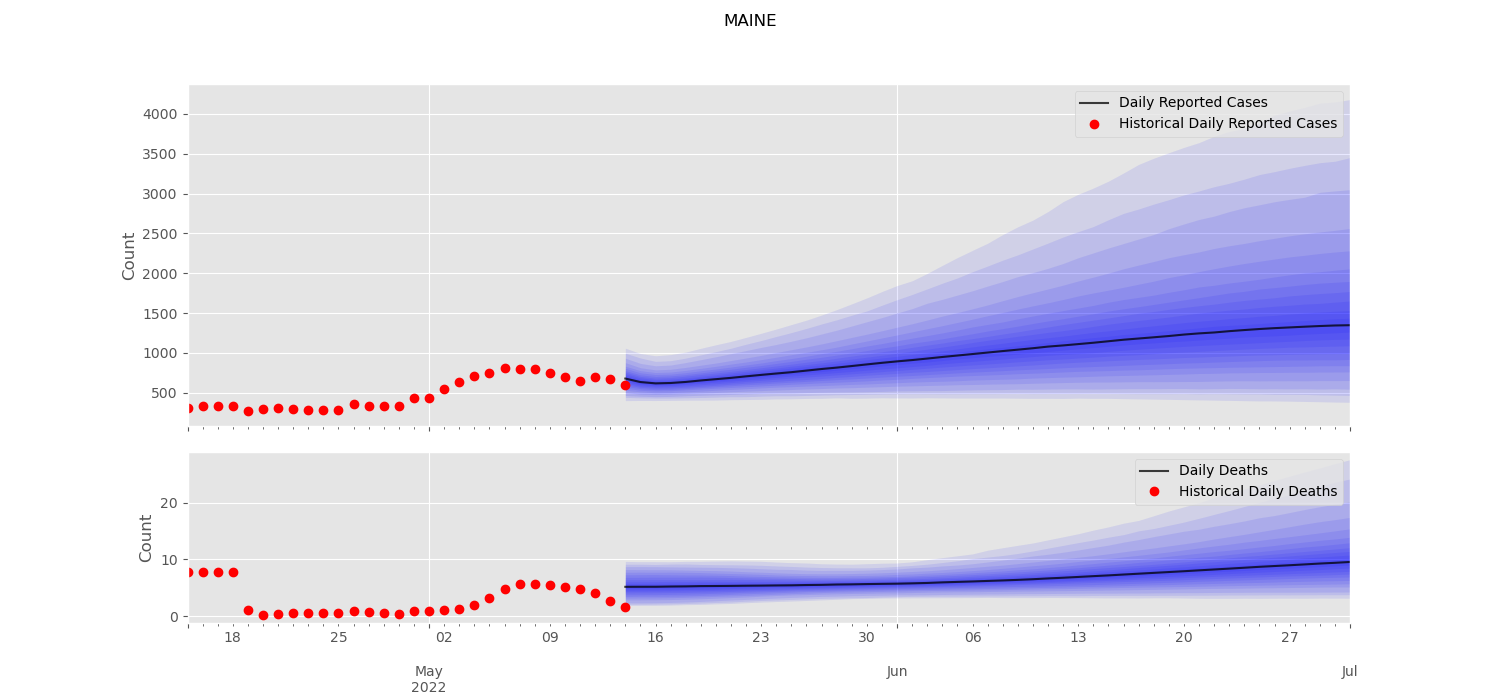 MAINE
4000
3500
3000
2500
2000
1500
1000
500
Count
Daily Reported Cases
Historical Daily Reported Cases
20
10
0
Count
Daily Deaths
Historical Daily Deaths
18 25 02 09 16 23 30 06 13 20 27
May Jun Jul
2022